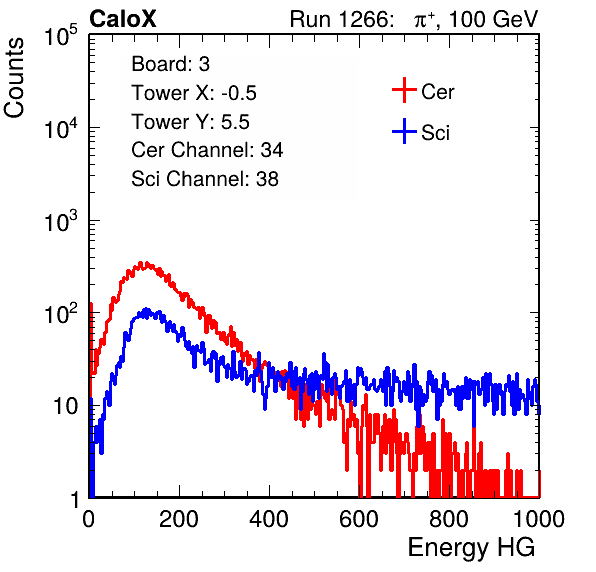 CaloX Run 1266: π⁺, 100 GeV
Counts
10⁵
10⁴
10³
10²
10
1
Board: 3
Tower X: -0.5
Tower Y: 5.5
Cer Channel: 34
Sci Channel: 38
Cer
Sci
0 200 400 600 800 1000
Energy HG